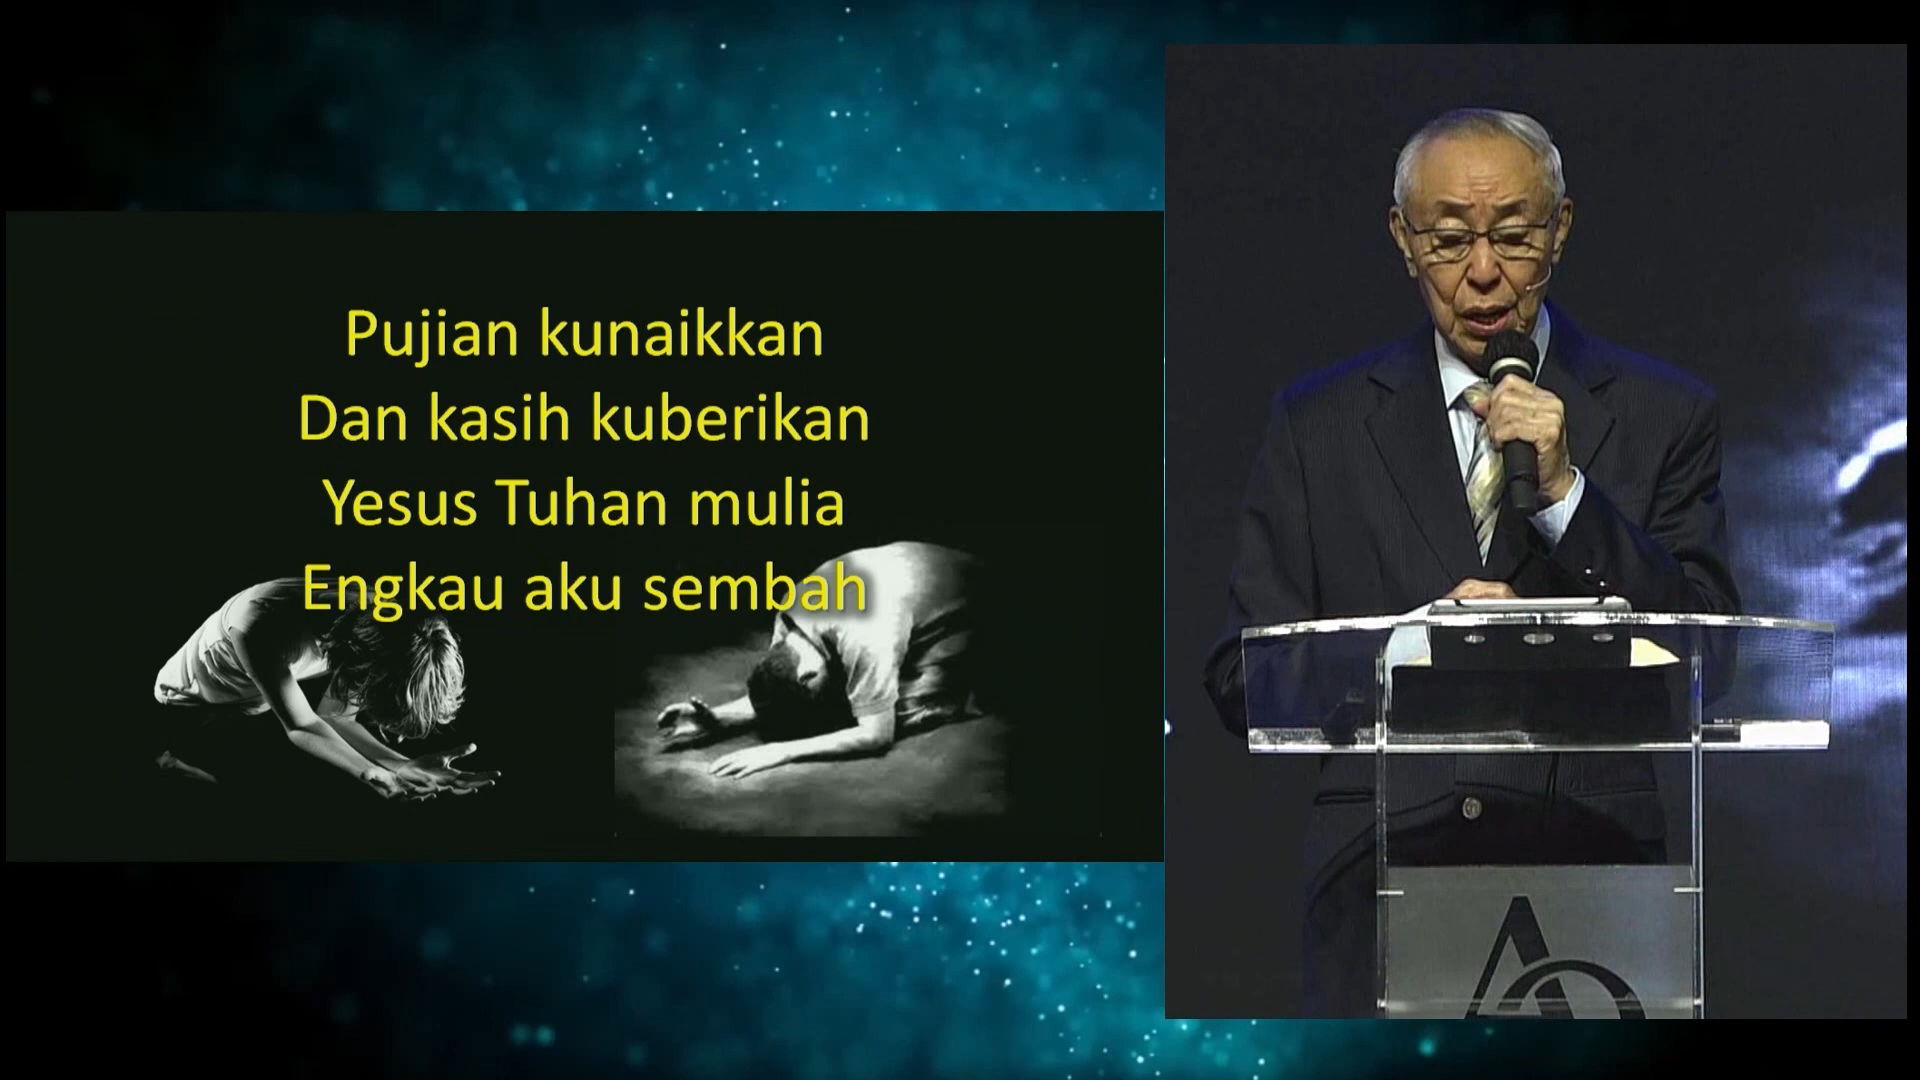 Pujian kunaikkan
Dan kasih kuberikan
Yesus Tuhan mulia
Engkau aku sembah